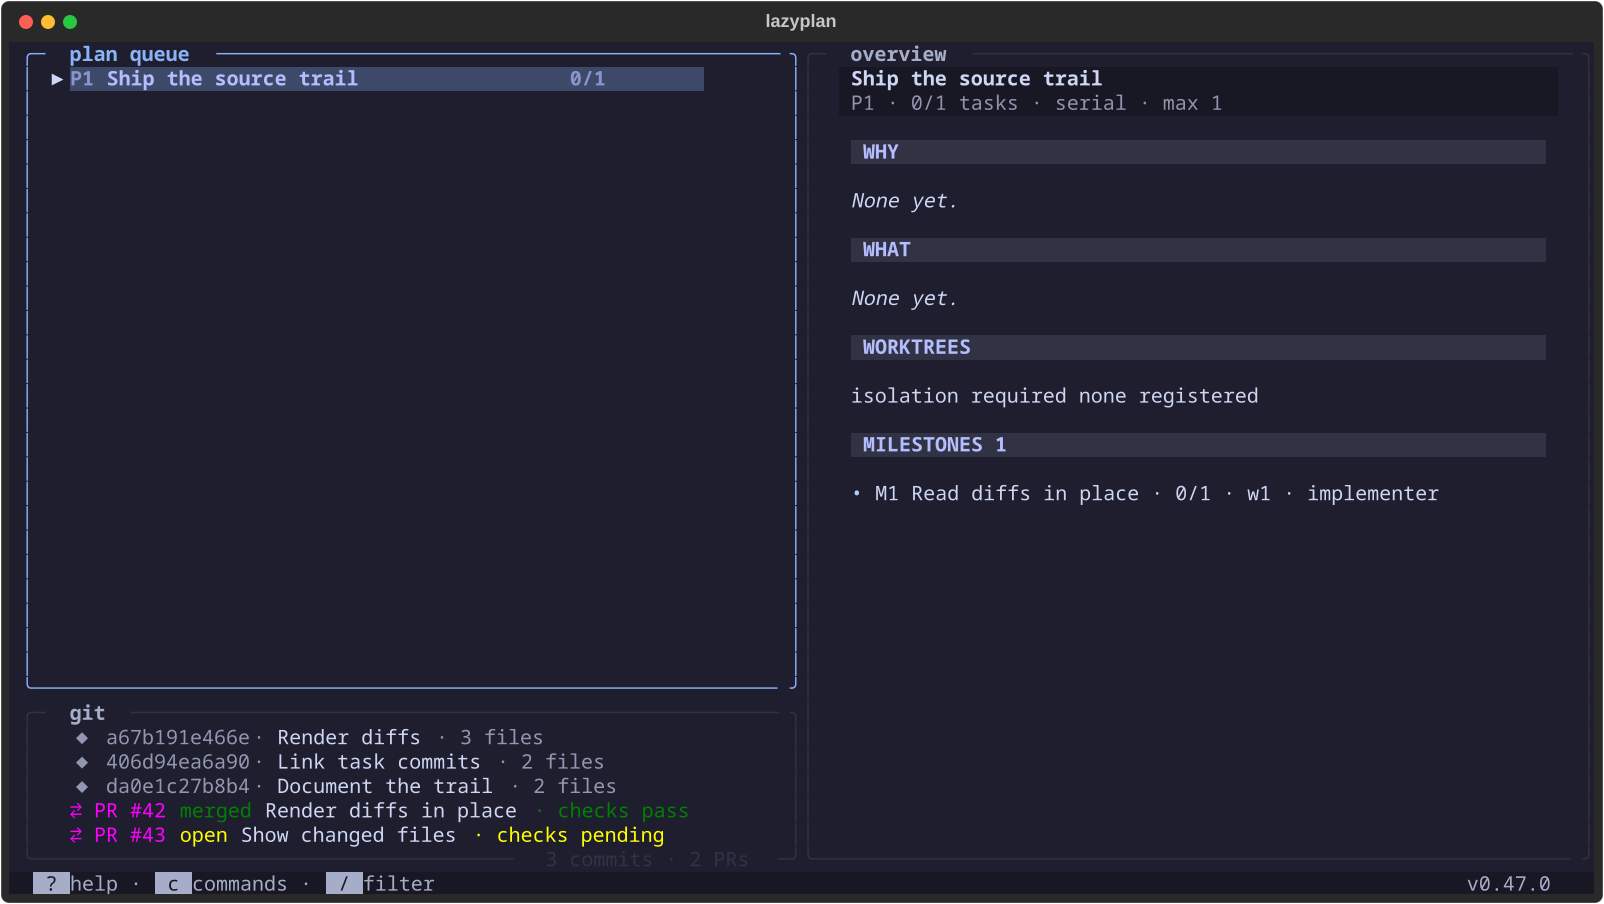 lazyplan
plan queue
▶ P1 Ship the source trail 0/1
git
◆ a67b191e466e · Render diffs · 3 files
◆ 406d94ea6a90 · Link task commits · 2 files
◆ da0e1c27b8b4 · Document the trail · 2 files
⇄ PR #42 merged Render diffs in place · checks pass
⇄ PR #43 open Show changed files · checks pending
3 commits · 2 PRs
overview
Ship the source trail
P1 · 0/1 tasks · serial · max 1
WHY
None yet.
WHAT
None yet.
WORKTREES
isolation required none registered
MILESTONES 1
• M1 Read diffs in place · 0/1 · w1 · implementer
? help · c commands · / filter
v0.47.0